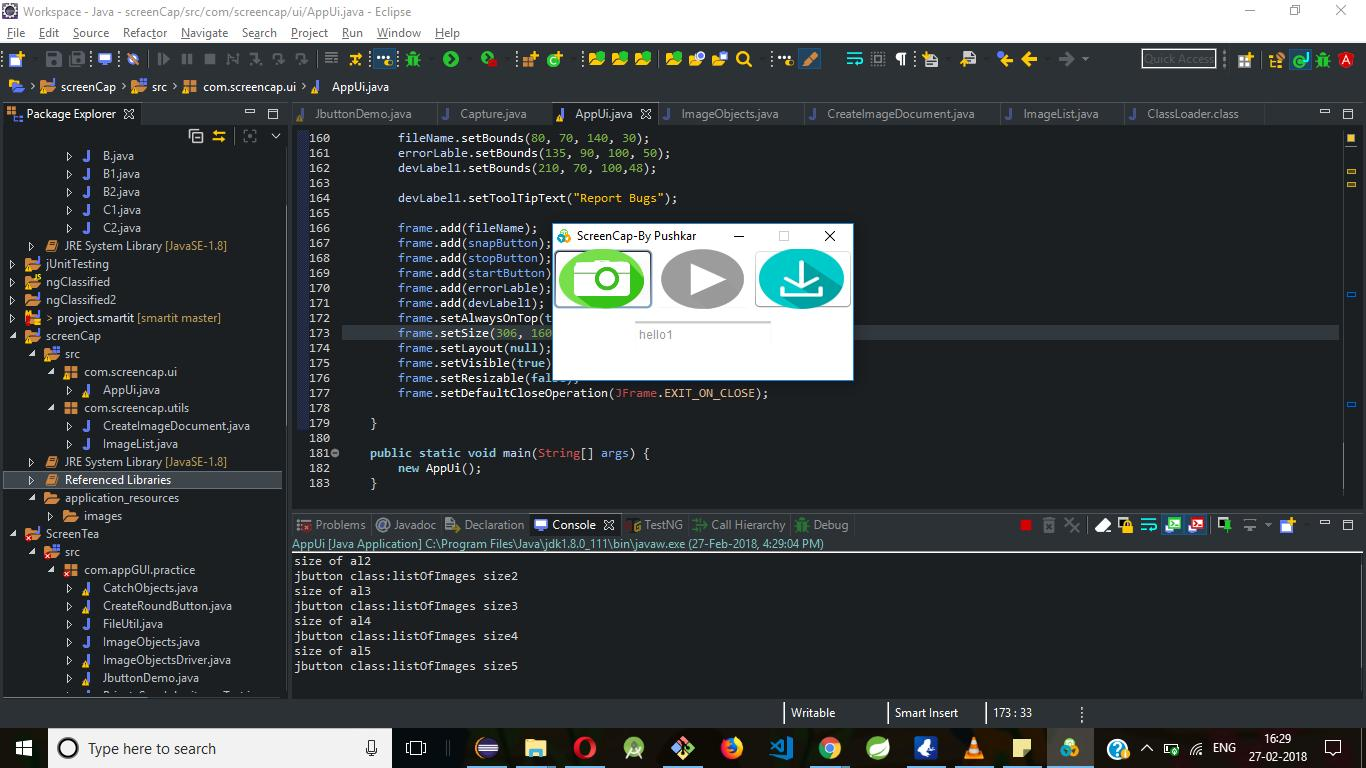 Workspace - Java - screenCap/src/com/screencap/ui/AppUi.java - Eclipse
File Edit Source Refactor Navigate Search Project Run Window Help
Quick Access
screenCap src com.screencap.ui AppUi.java
Package Explorer
B.java
B1.java
B2.java
C1.java
C2.java
JRE System Library [JavaSE-1.8]
jUnitTesting
ngClassified
ngClassified2
> project.smartit [smartit master]
screenCap
src
com.screencap.ui
AppUi.java
com.screencap.utils
CreateImageDocument.java
ImageList.java
JRE System Library [JavaSE-1.8]
Referenced Libraries
application_resources
images
ScreenTea
src
com.appGUI.practice
CatchObjects.java
CreateRoundButton.java
FileUtil.java
ImageObjects.java
ImageObjectsDriver.java
JbuttonDemo.java
JbuttonDemo.java Capture.java AppUi.java ImageObjects.java CreateImageDocument.java ImageList.java ClassLoader.class
160 fileName.setBounds(80, 70, 140, 30);
161 errorLable.setBounds(135, 90, 100, 50);
162 devLabel1.setBounds(210, 70, 100,48);
163
164 devLabel1.setToolTipText("Report Bugs");
165
166 frame.add(fileName);
167 frame.add(snapButton);
168 frame.add(stopButton);
169 frame.add(startButton)
170 frame.add(errorLable);
171 frame.add(devLabel1);
172 frame.setAlwaysOnTop(t
173 frame.setSize(306, 160
174 frame.setLayout(null);
175 frame.setVisible(true)
176 frame.setResizable(false);
177 frame.setDefaultCloseOperation(JFrame.EXIT_ON_CLOSE);
178
179 }
180
181 public static void main(String[] args) {
182 new AppUi();
183 }
ScreenCap-By Pushkar
hello1
Problems Javadoc Declaration Console TestNG Call Hierarchy Debug
AppUi [Java Application] C:\Program Files\Java\jdk1.8.0_111\bin\javaw.exe (27-Feb-2018, 4:29:04 PM)
size of al2
jbutton class:listOfImages size2
size of al3
jbutton class:listOfImages size3
size of al4
jbutton class:listOfImages size4
size of al5
jbutton class:listOfImages size5
Writable Smart Insert 173 : 33
Type here to search
ENG
16:29
27-02-2018